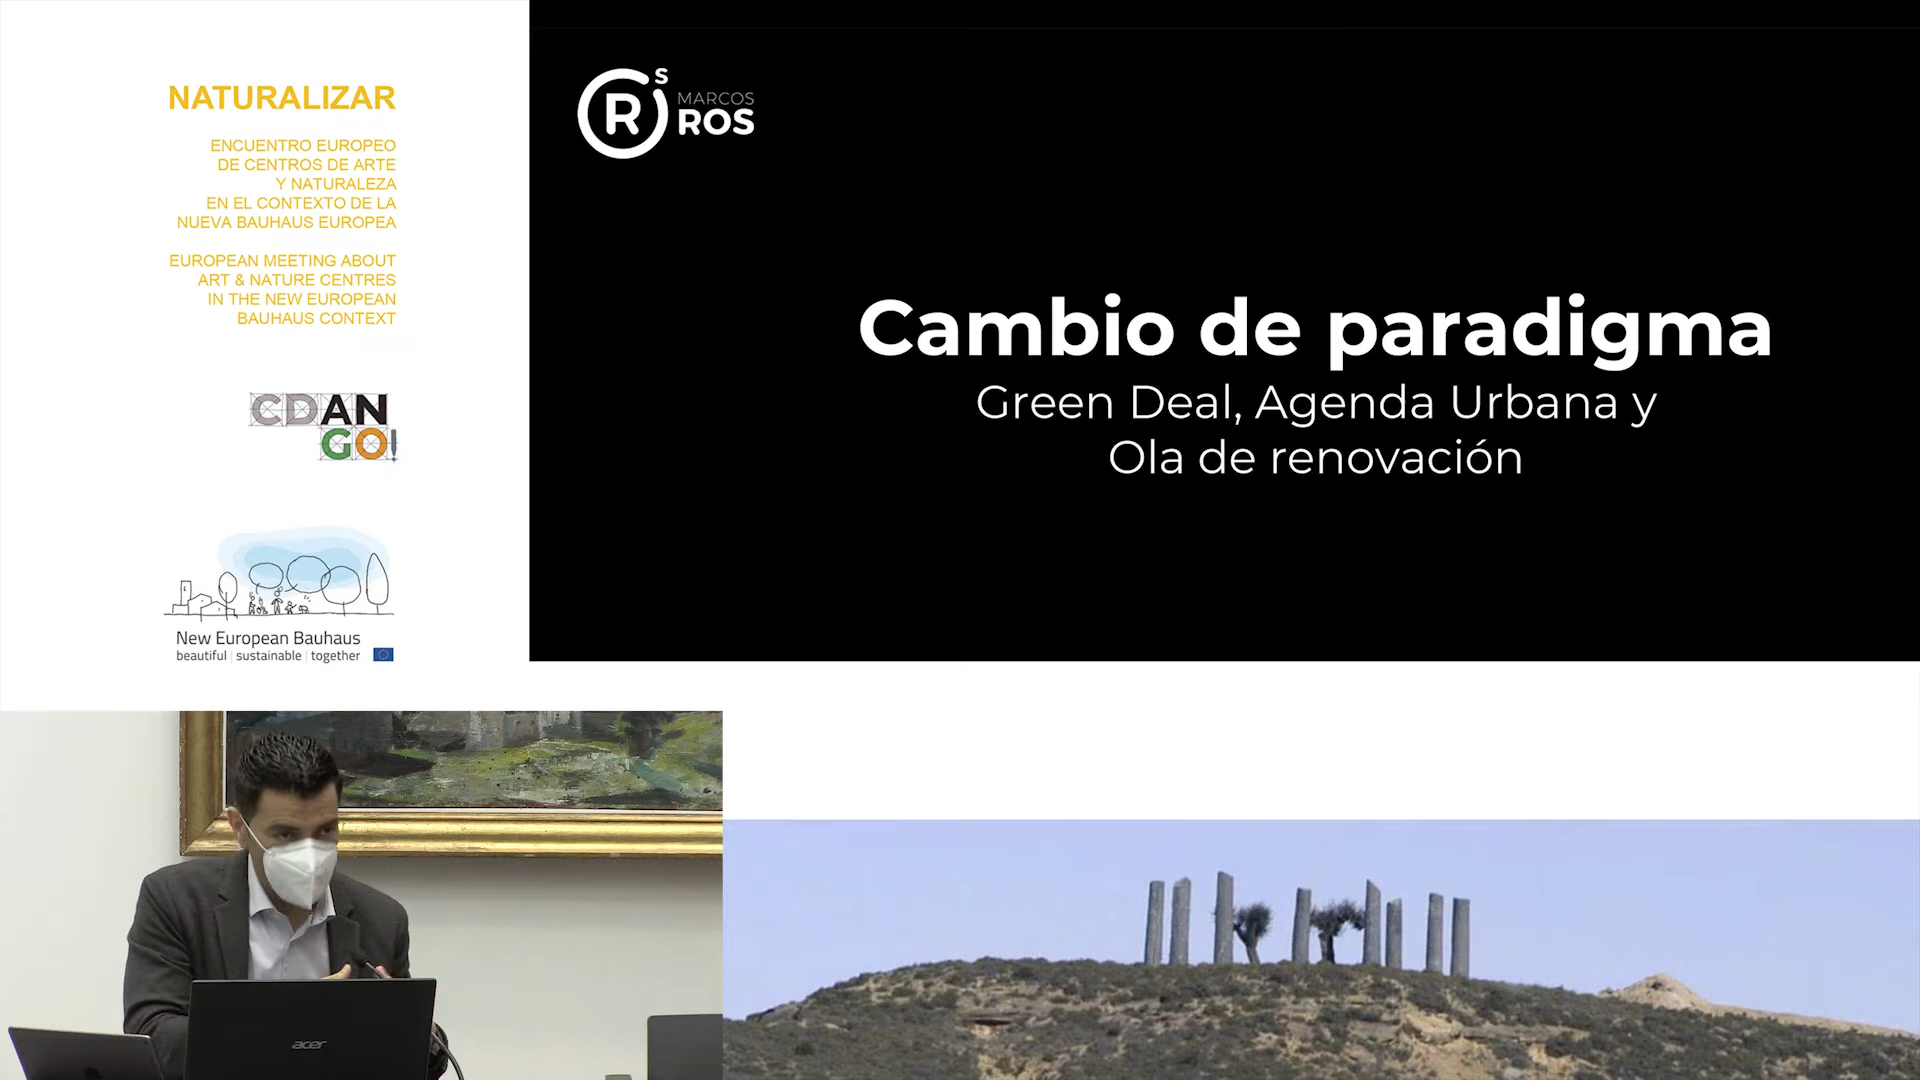 NATURALIZAR
ENCUENTRO EUROPEO
DE CENTROS DE ARTE
Y NATURALEZA
EN EL CONTEXTO DE LA
NUEVA BAUHAUS EUROPEA
EUROPEAN MEETING ABOUT
ART & NATURE CENTRES
IN THE NEW EUROPEAN
BAUHAUS CONTEXT
CDAN
GO!
New European Bauhaus
beautiful | sustainable | together
R S
MARCOS
ROS
Cambio de paradigma
Green Deal, Agenda Urbana y
Ola de renovación
acer